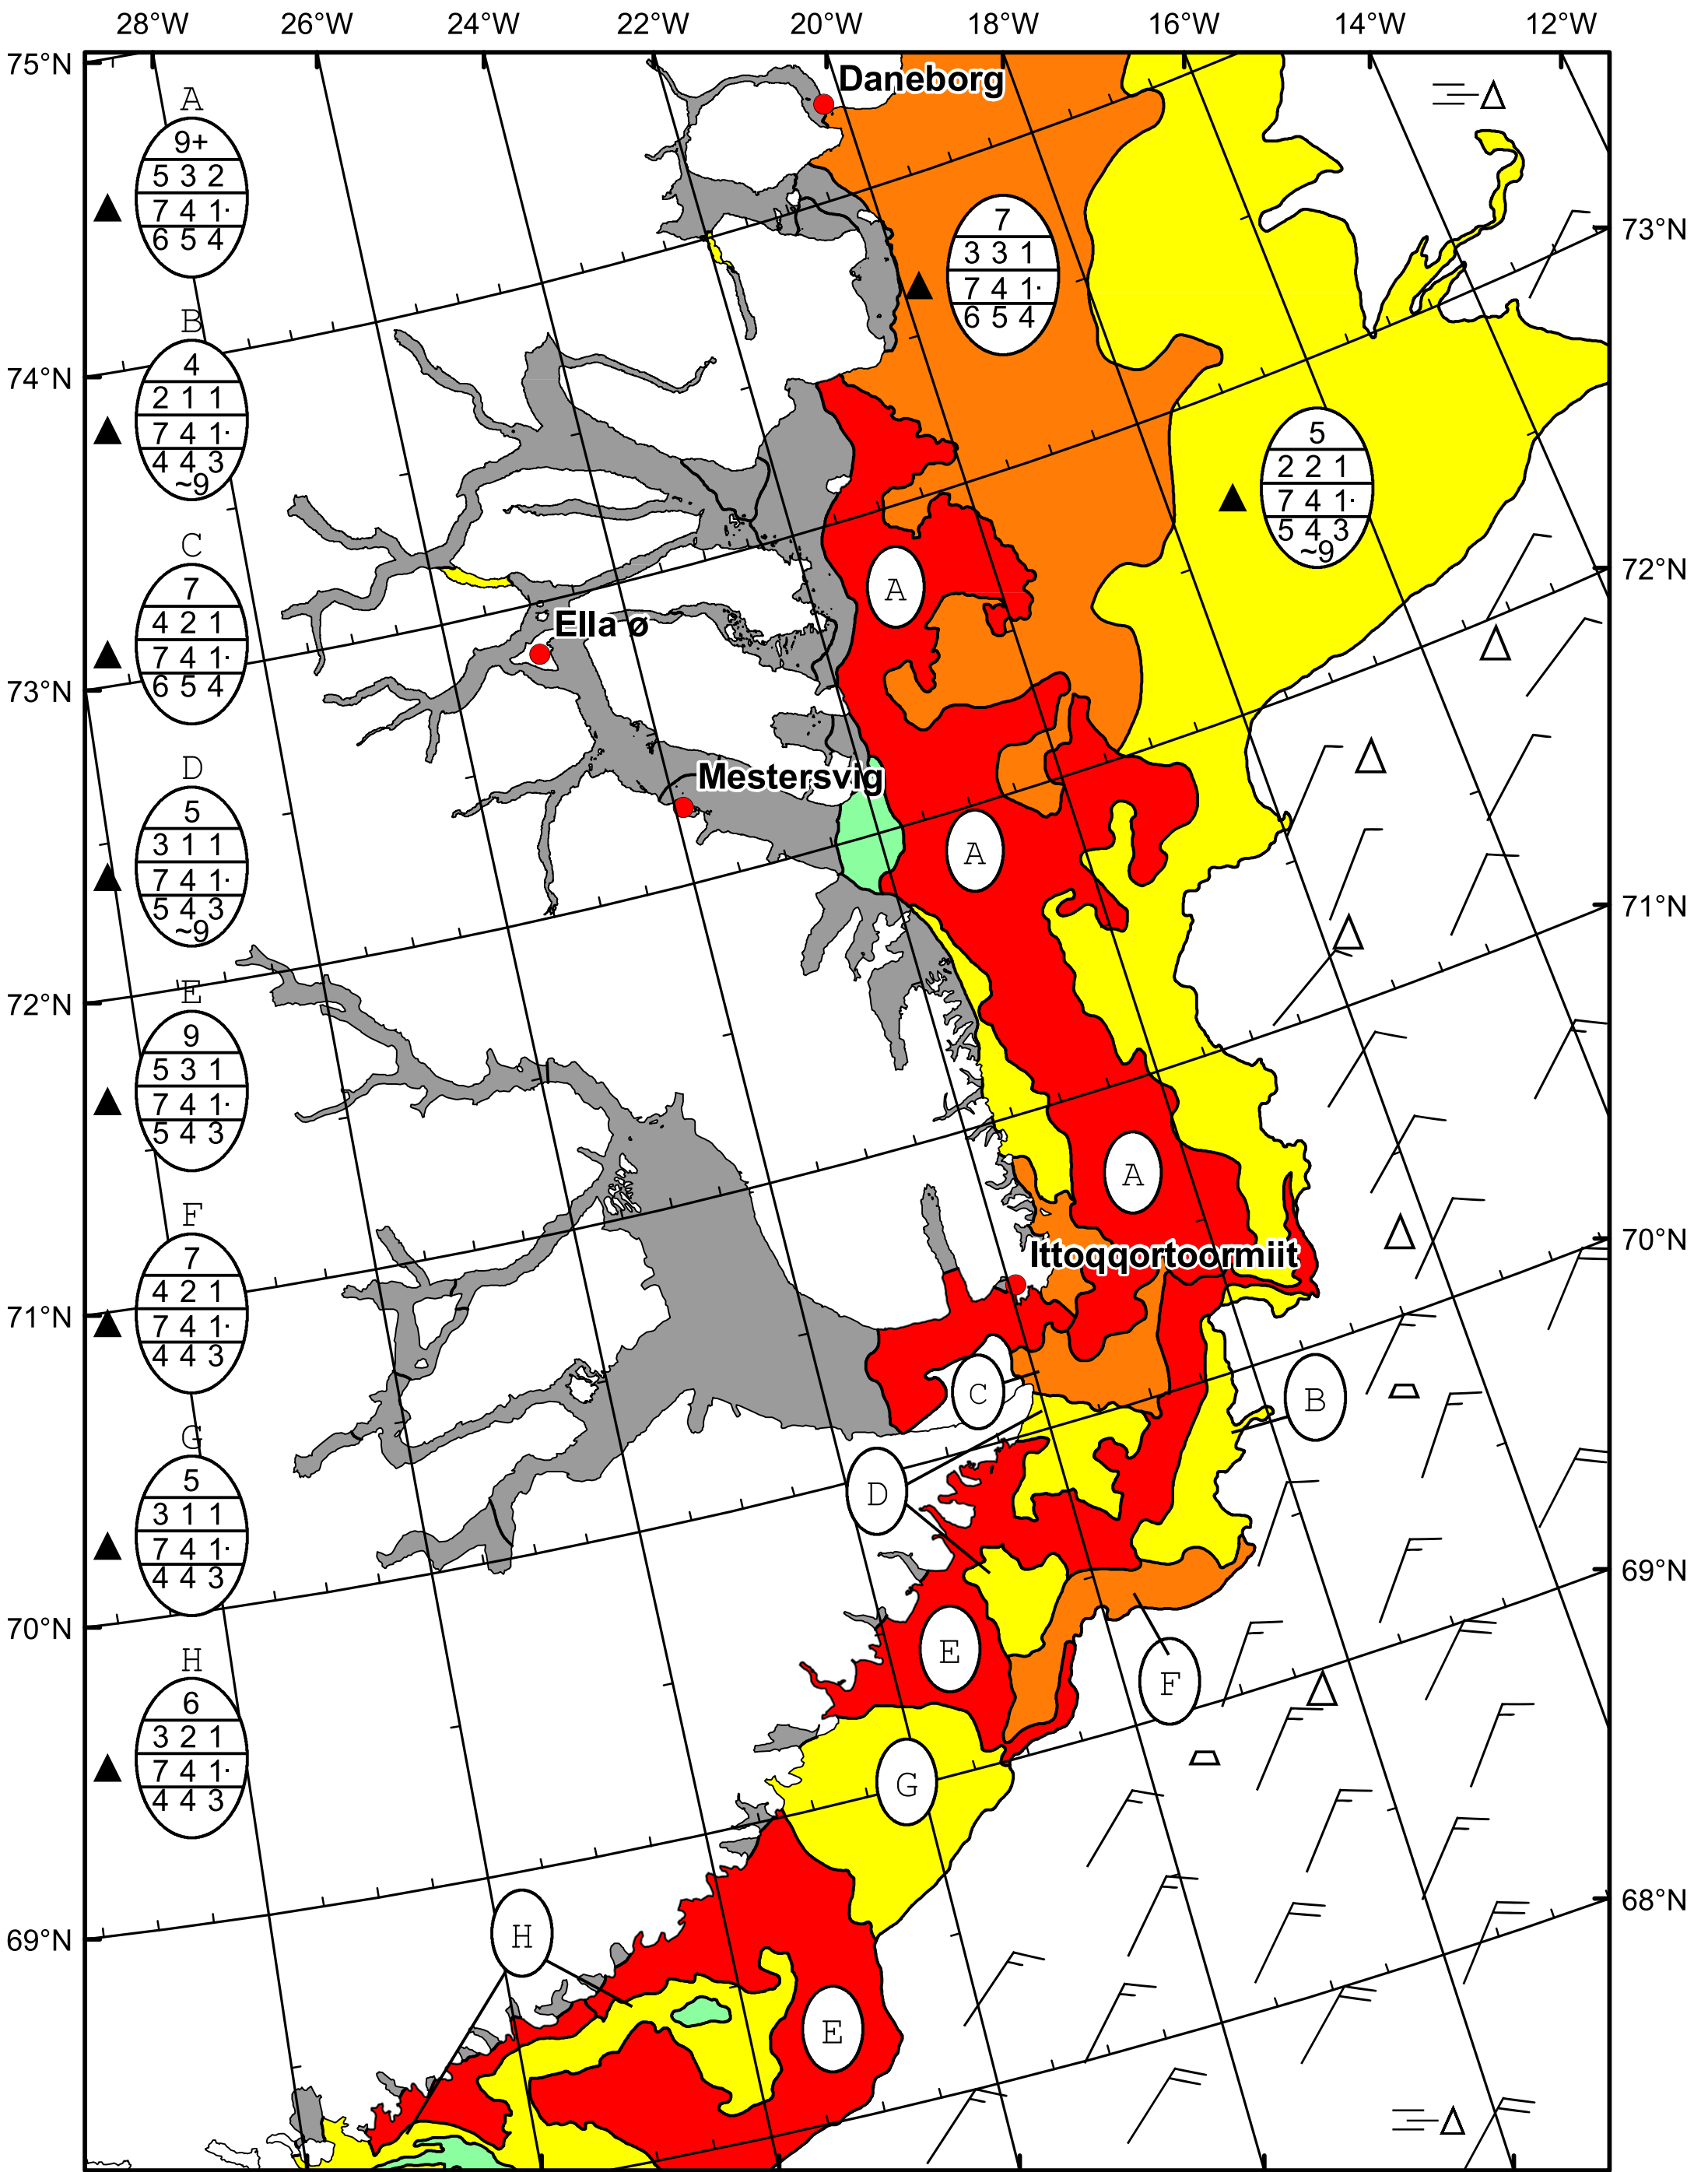 28°W 26°W 24°W 22°W 20°W 18°W 16°W 14°W 12°W
75°N
Daneborg
A
9+
5 3 2
7 4 1·
6 5 4
7
3 3 1
7 4 1·
6 5 4
73°N
B
4
2 1 1
7 4 1·
4 4 3
~9
74°N
5
2 2 1
7 4 1·
5 4 3
~9
72°N
C
7
4 2 1
7 4 1·
6 5 4
A
Ella ø
73°N
D
5
3 1 1
7 4 1·
5 4 3
~9
Mestersvig
A
71°N
72°N
E
9
5 3 1
7 4 1·
5 4 3
A
F
7
4 2 1
7 4 1·
4 4 3
Ittoqqortoormiit
70°N
71°N
C
B
G
5
3 1 1
7 4 1·
4 4 3
D
69°N
70°N
E
F
H
6
3 2 1
7 4 1·
4 4 3
G
68°N
69°N
H
E